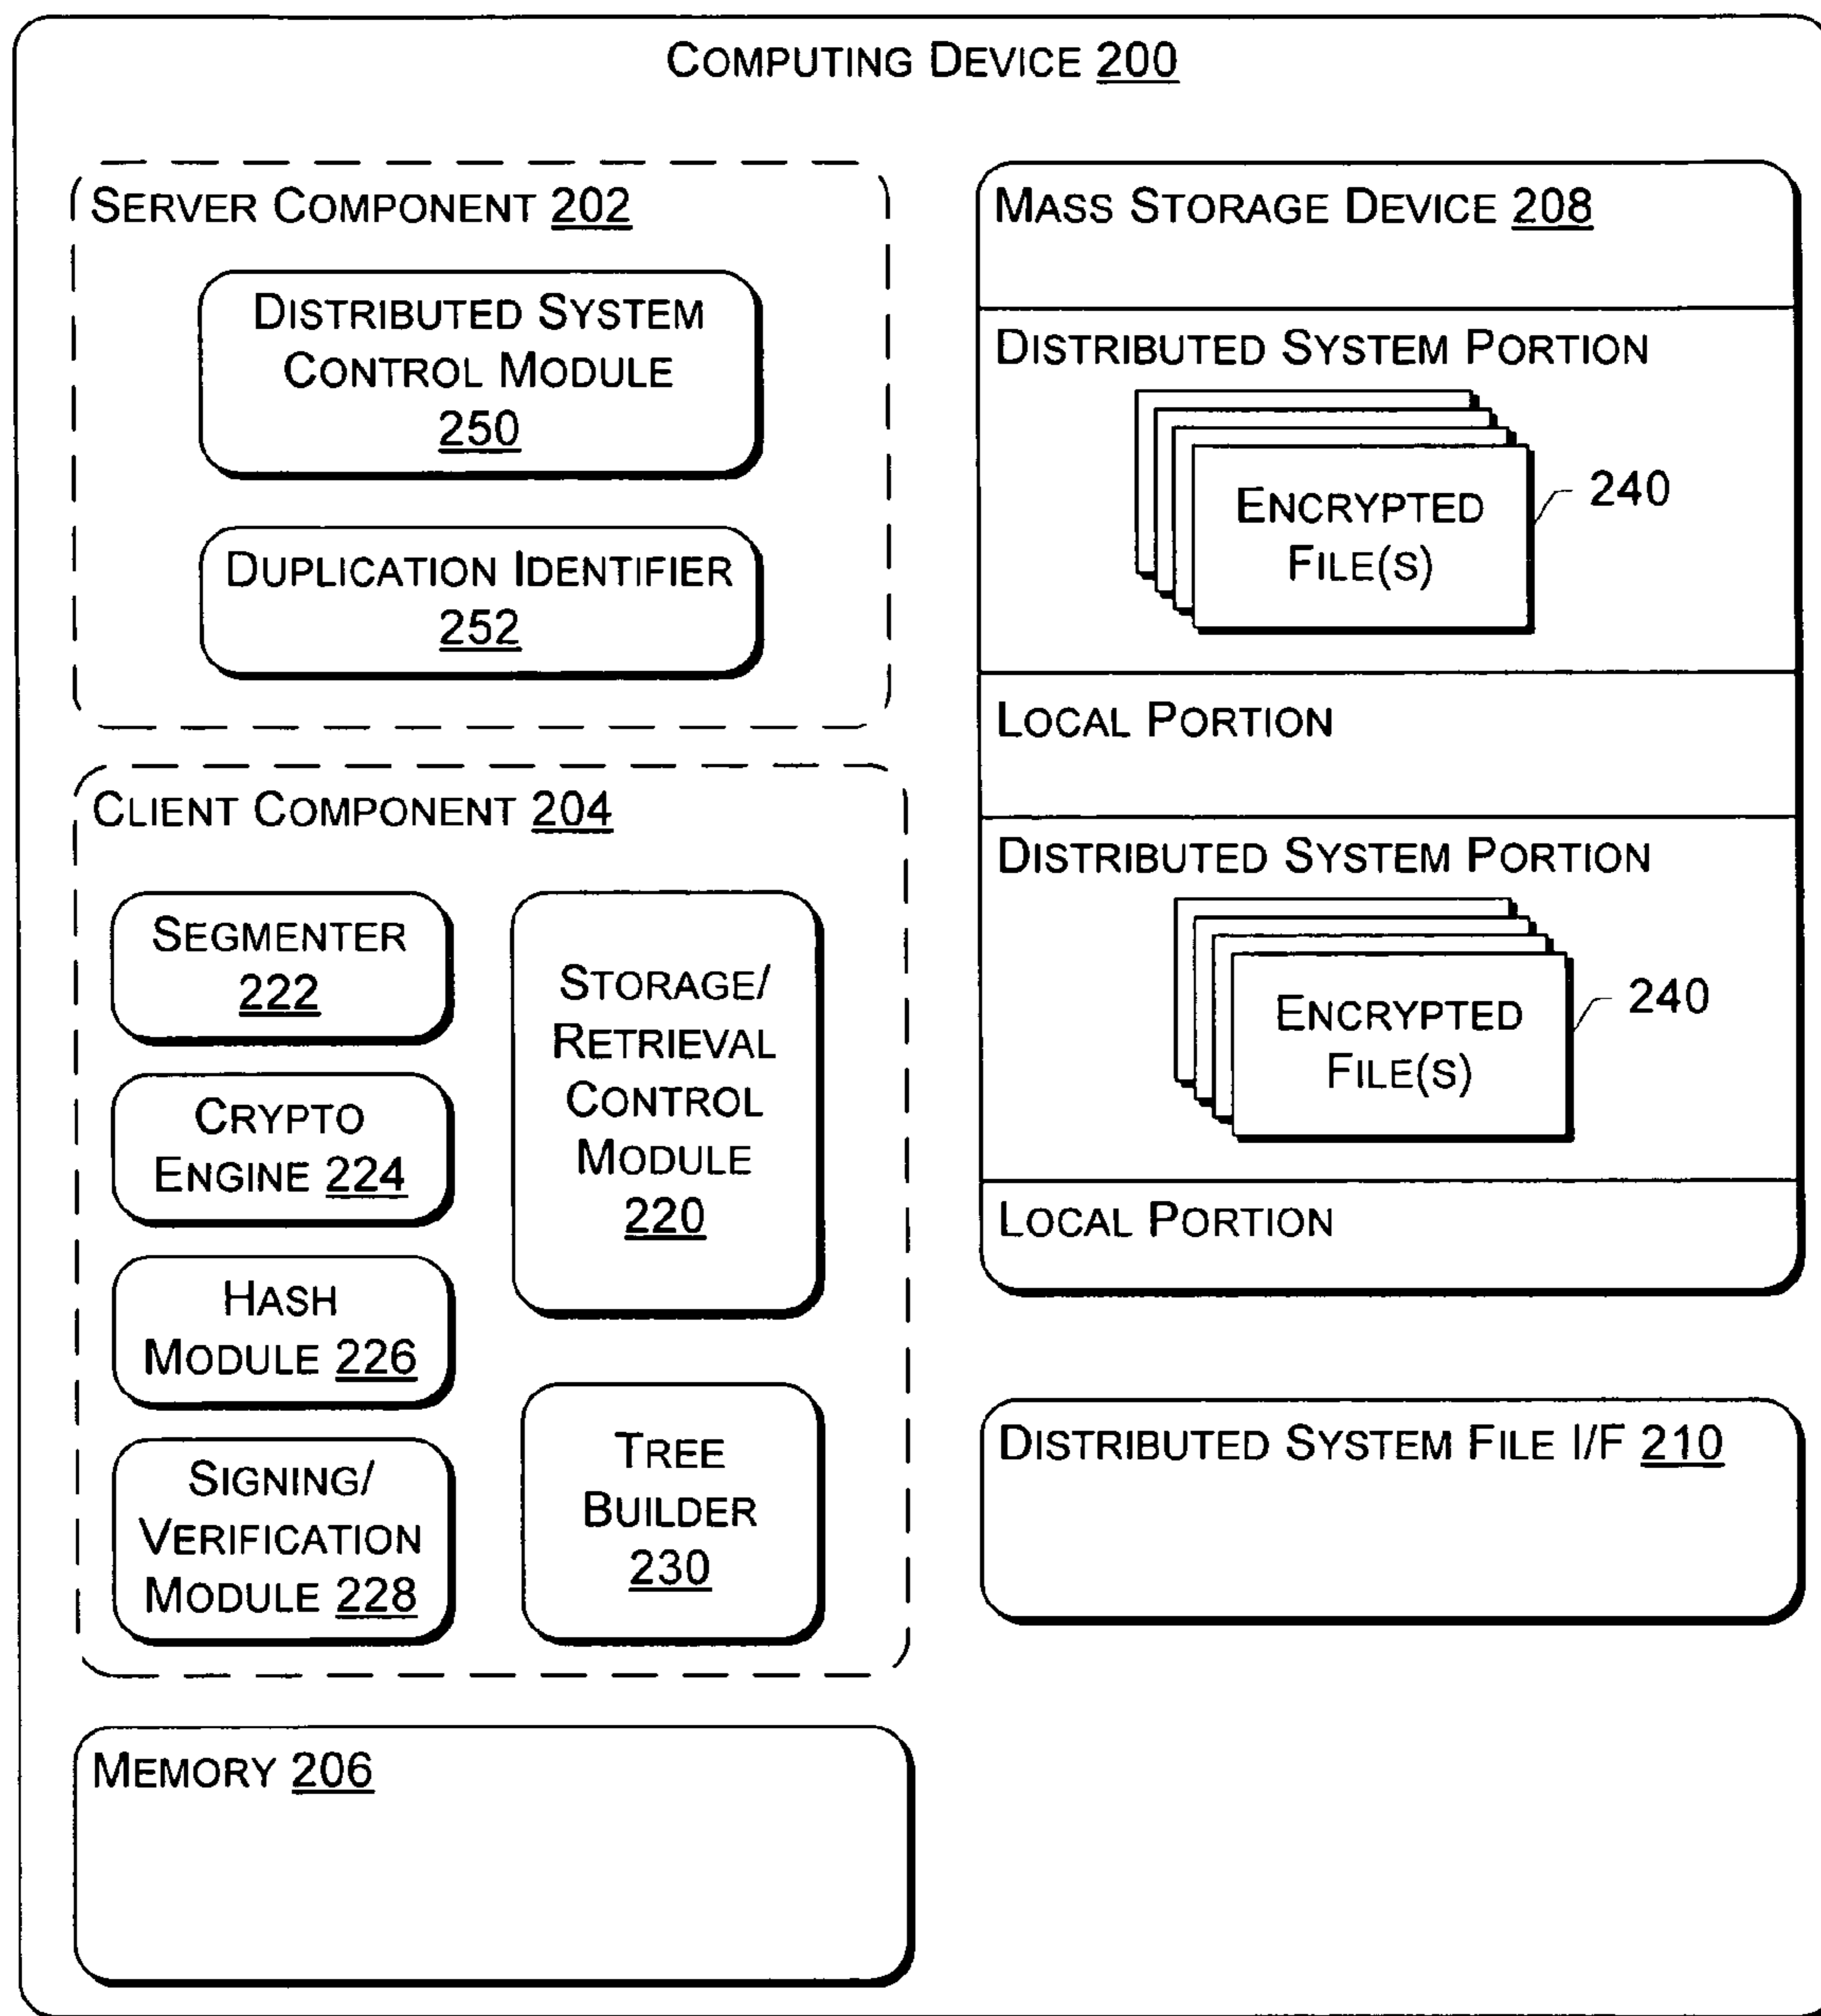 COMPUTING DEVICE 200
SERVER COMPONENT 202
DISTRIBUTED SYSTEM
CONTROL MODULE
250
DUPLICATION IDENTIFIER
252
CLIENT COMPONENT 204
SEGMENTER
222
CRYPTO
ENGINE 224
HASH
MODULE 226
SIGNING/
VERIFICATION
MODULE 228
STORAGE/
RETRIEVAL
CONTROL
MODULE
220
TREE
BUILDER
230
MEMORY 206
MASS STORAGE DEVICE 208
DISTRIBUTED SYSTEM PORTION
ENCRYPTED
FILE(S)
240
LOCAL PORTION
DISTRIBUTED SYSTEM PORTION
ENCRYPTED
FILE(S)
240
LOCAL PORTION
DISTRIBUTED SYSTEM FILE I/F 210